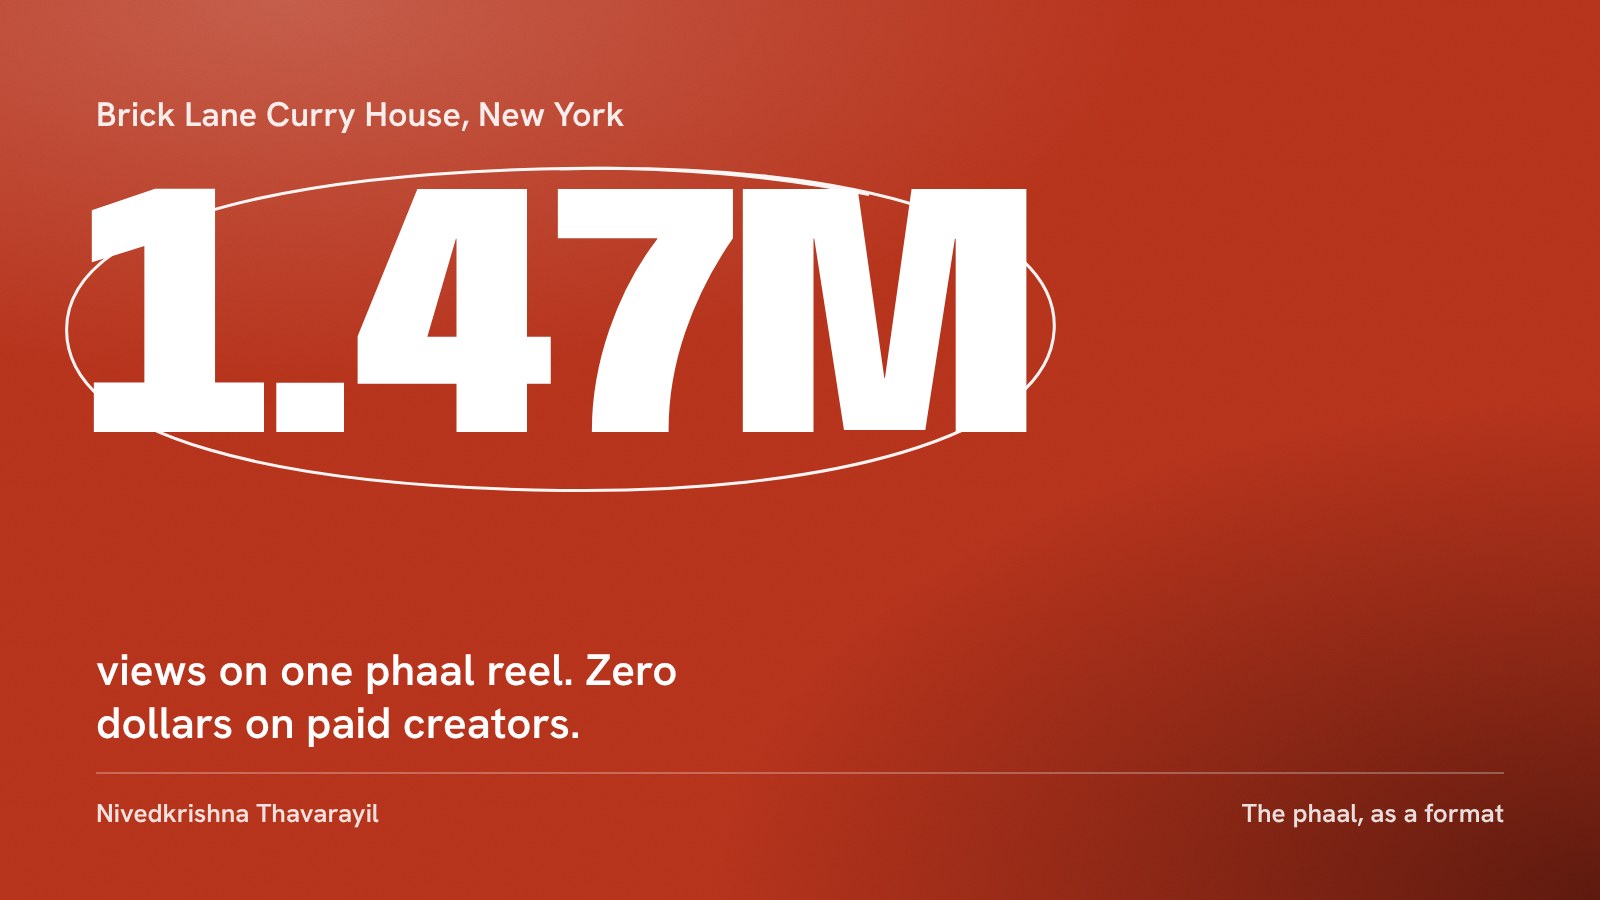 Brick Lane Curry House, New York
1.47M
views on one phaal reel. Zero
dollars on paid creators.
Nivedkrishna Thavarayil
The phaal, as a format